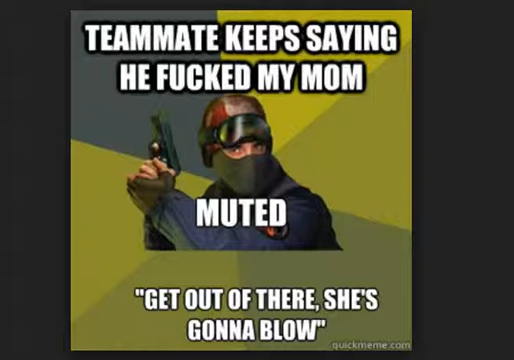 TEAMMATE KEEPS SAYING
HE FUCKED MY MOM
MUTED
"GET OUT OF THERE, SHE'S
GONNA BLOW"
quickmeme.com